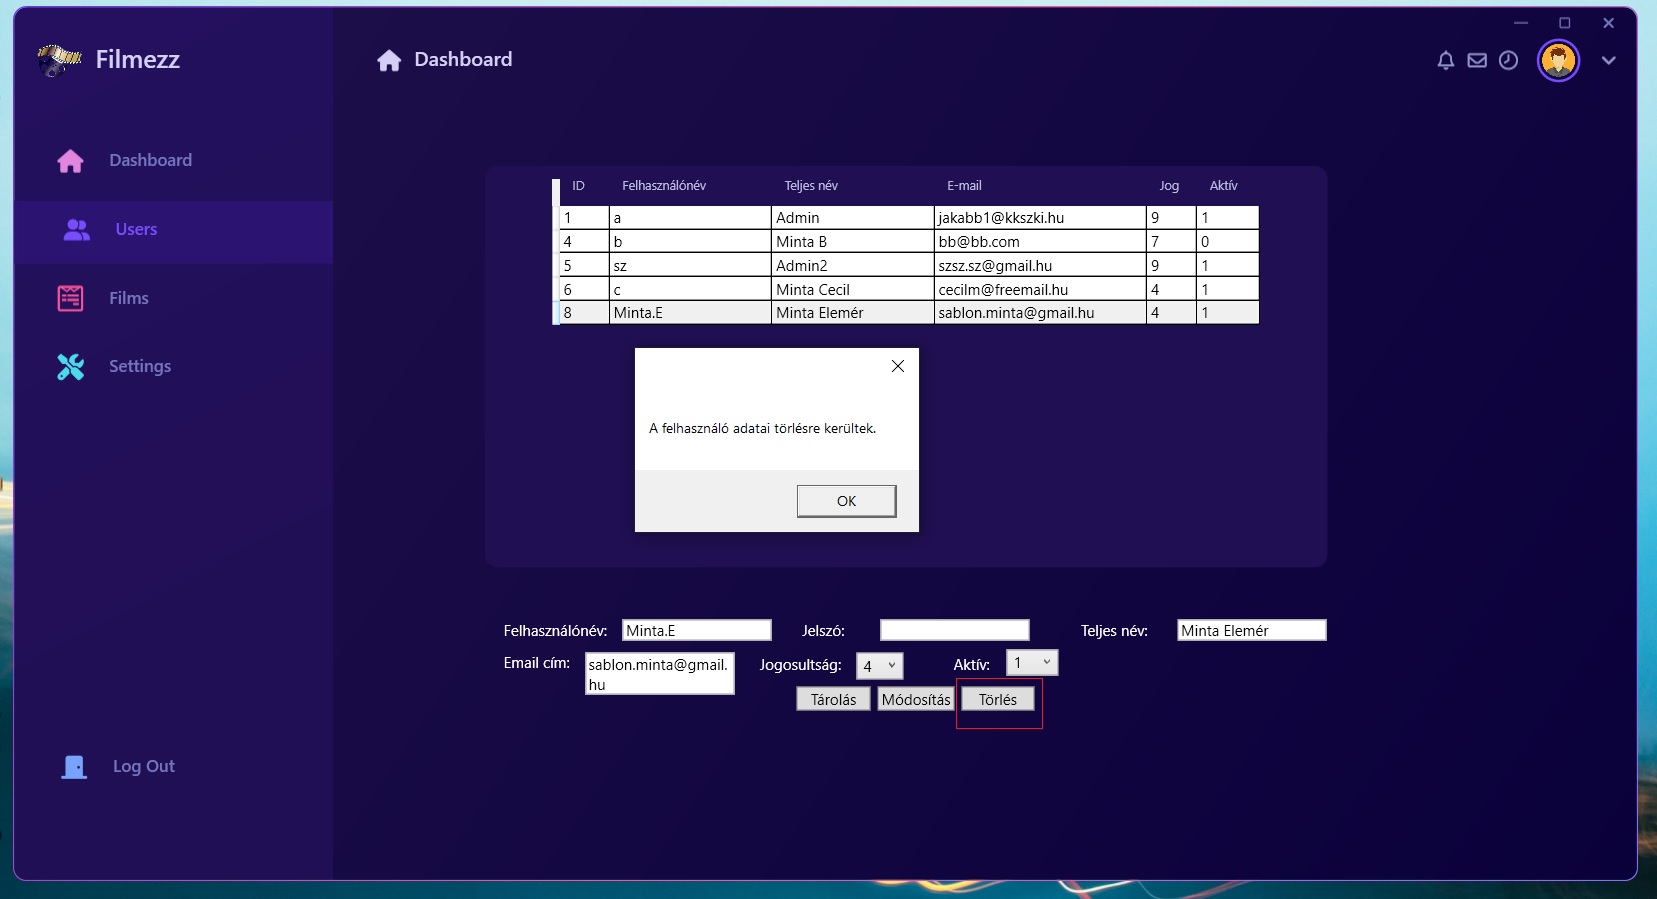 Filmezz
Dashboard
Dashboard
Users
Films
Settings
Log Out
ID Felhasználónév Teljes név E-mail Jog Aktív
1 a Admin jakabb1@kkszki.hu 9 1
4 b Minta B bb@bb.com 7 0
5 sz Admin2 szsz.sz@gmail.hu 9 1
6 c Minta Cecil cecilm@freemail.hu 4 1
8 Minta.E Minta Elemér sablon.minta@gmail.hu 4 1
A felhasználó adatai törlésre kerültek.
OK
Felhasználónév: Minta.E Jelszó: Teljes név: Minta Elemér
Email cím: sablon.minta@gmail.
hu
Jogosultság: 4 Aktív: 1
Tárolás Módosítás Törlés